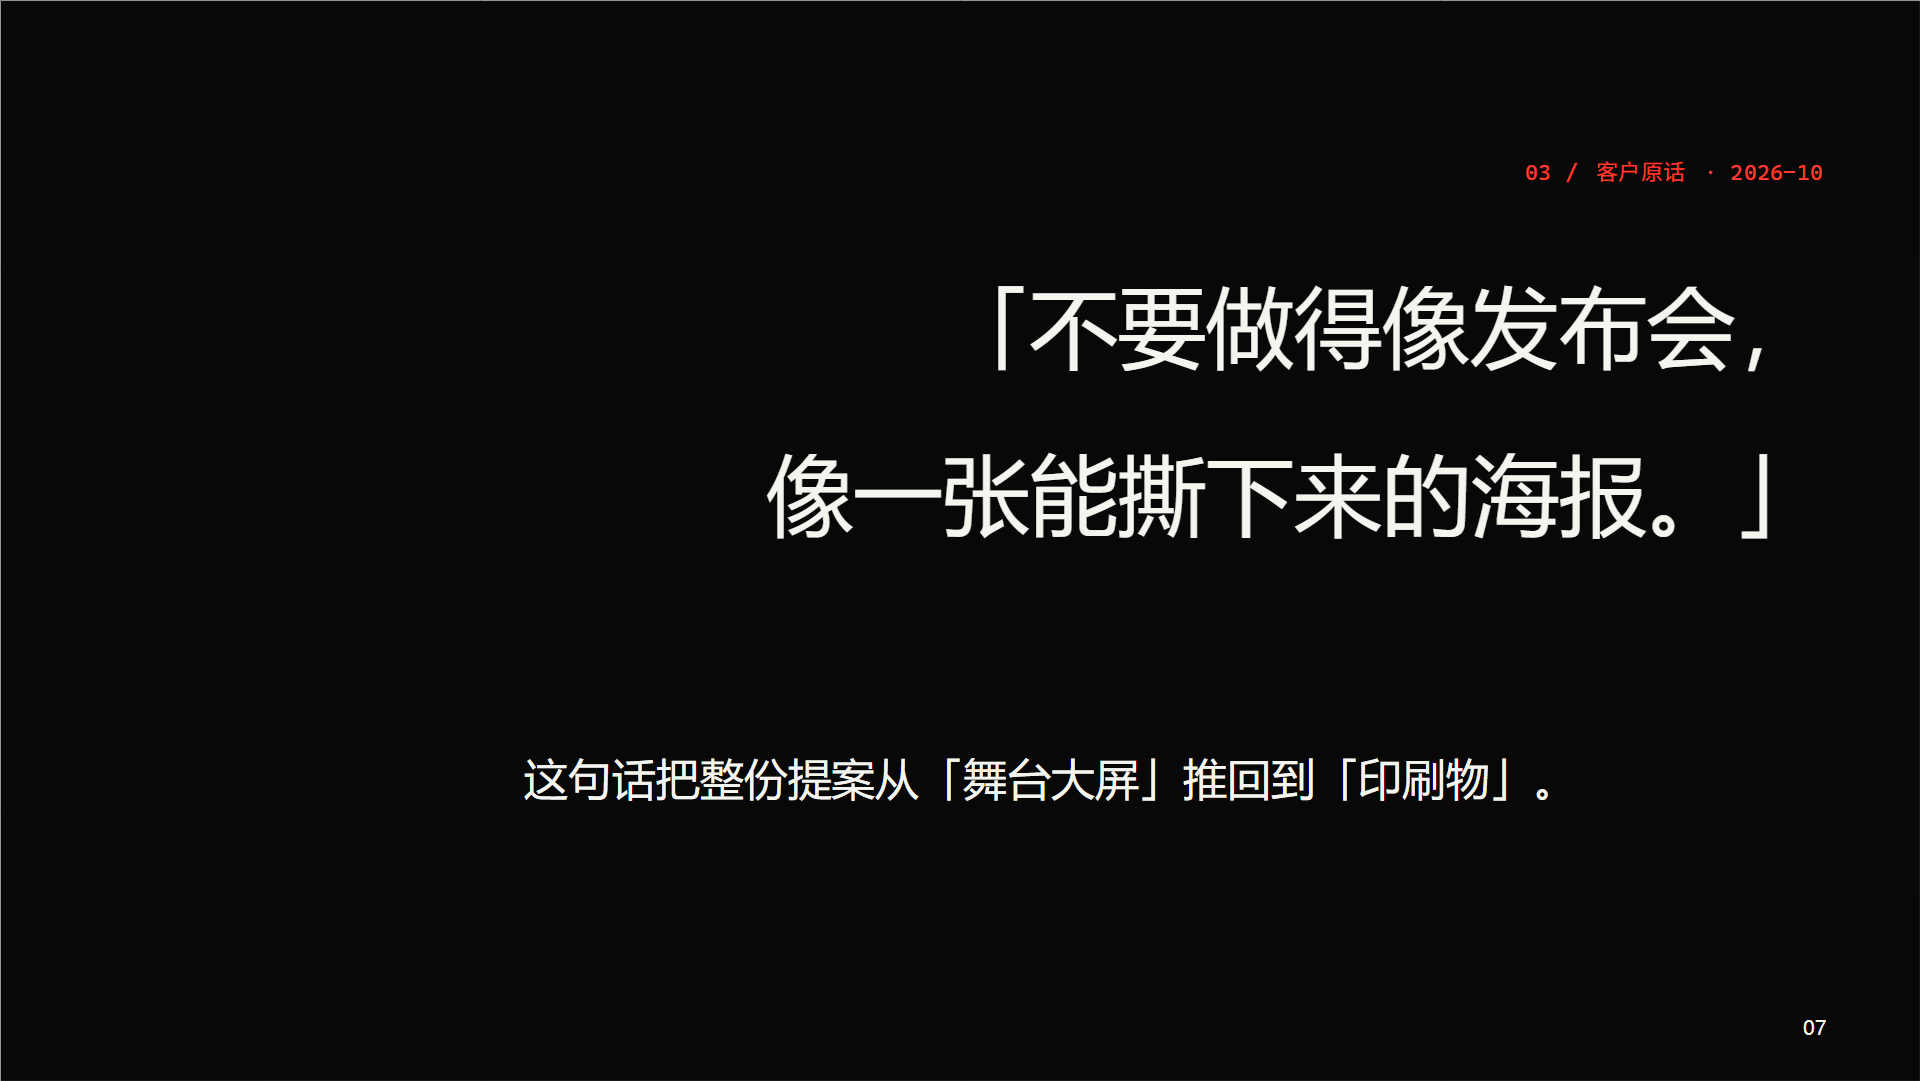 03 / 客户原话 · 2026-10
「不要做得像发布会，
像一张能撕下来的海报。」
这句话把整份提案从「舞台大屏」推回到「印刷物」。
07